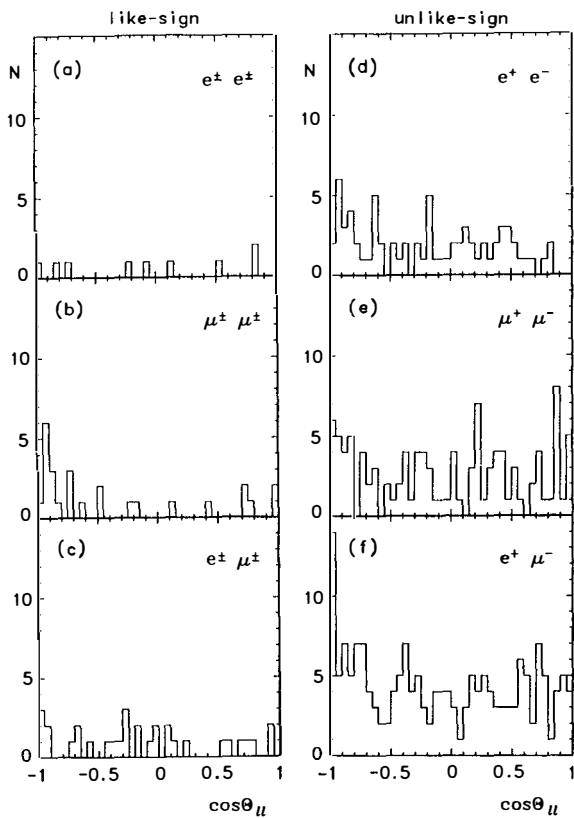 like-sign
unlike-sign
N
(a)
e± e±
10
5
0
(b)
μ± μ±
10
5
0
(c)
e± μ±
10
5
0
-1 -0.5 0 0.5 1
cosΘll
N
(d)
e+ e-
10
5
0
(e)
μ+ μ-
10
5
0
(f)
e+ μ-
10
5
0
-1 -0.5 0 0.5 1
cosΘll